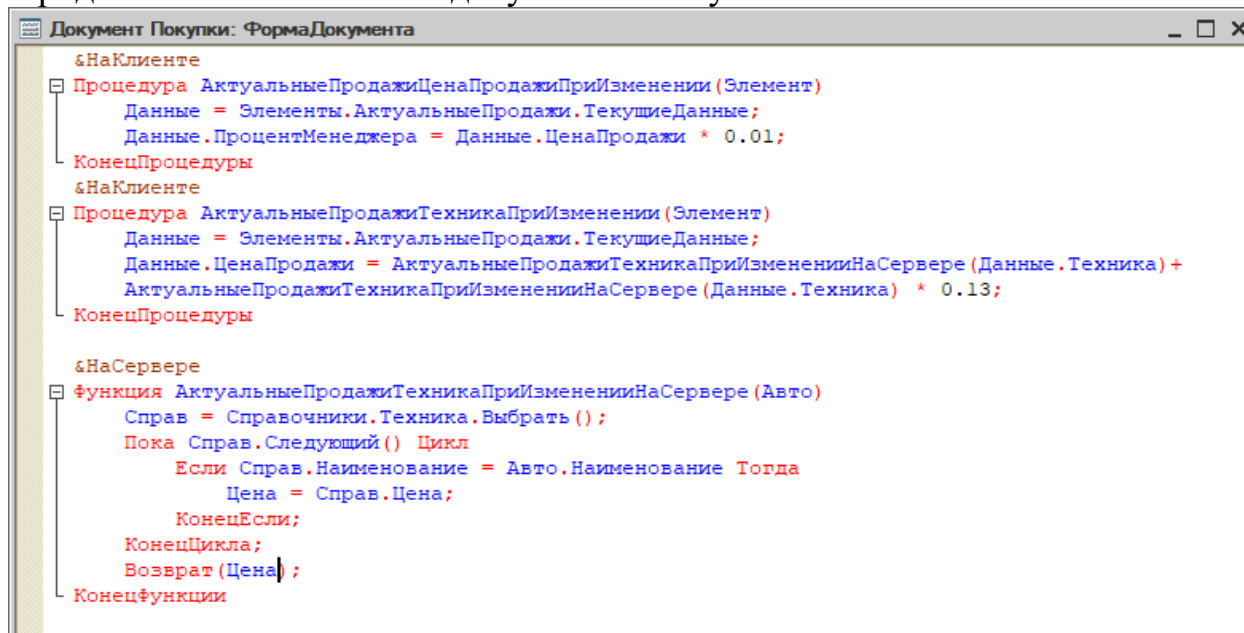 Документ Покупки: ФормаДокумента
&НаКлиенте
Процедура АктуальныеПродажиЦенаПродажиПриИзменении(Элемент)
Данные = Элементы.АктуальныеПродажи.ТекущиеДанные;
Данные.ПроцентМенеджера = Данные.ЦенаПродажи * 0.01;
КонецПроцедуры
&НаКлиенте
Процедура АктуальныеПродажиТехникаПриИзменении(Элемент)
Данные = Элементы.АктуальныеПродажи.ТекущиеДанные;
Данные.ЦенаПродажи = АктуальныеПродажиТехникаПриИзмененииНаСервере(Данные.Техника)+
АктуальныеПродажиТехникаПриИзмененииНаСервере(Данные.Техника) * 0.13;
КонецПроцедуры
&НаСервере
Функция АктуальныеПродажиТехникаПриИзмененииНаСервере(Авто)
Справ = Справочники.Техника.Выбрать();
Пока Справ.Следующий() Цикл
Если Справ.Наименование = Авто.Наименование Тогда
Цена = Справ.Цена;
КонецЕсли;
КонецЦикла;
Возврат(Цена);
КонецФункции